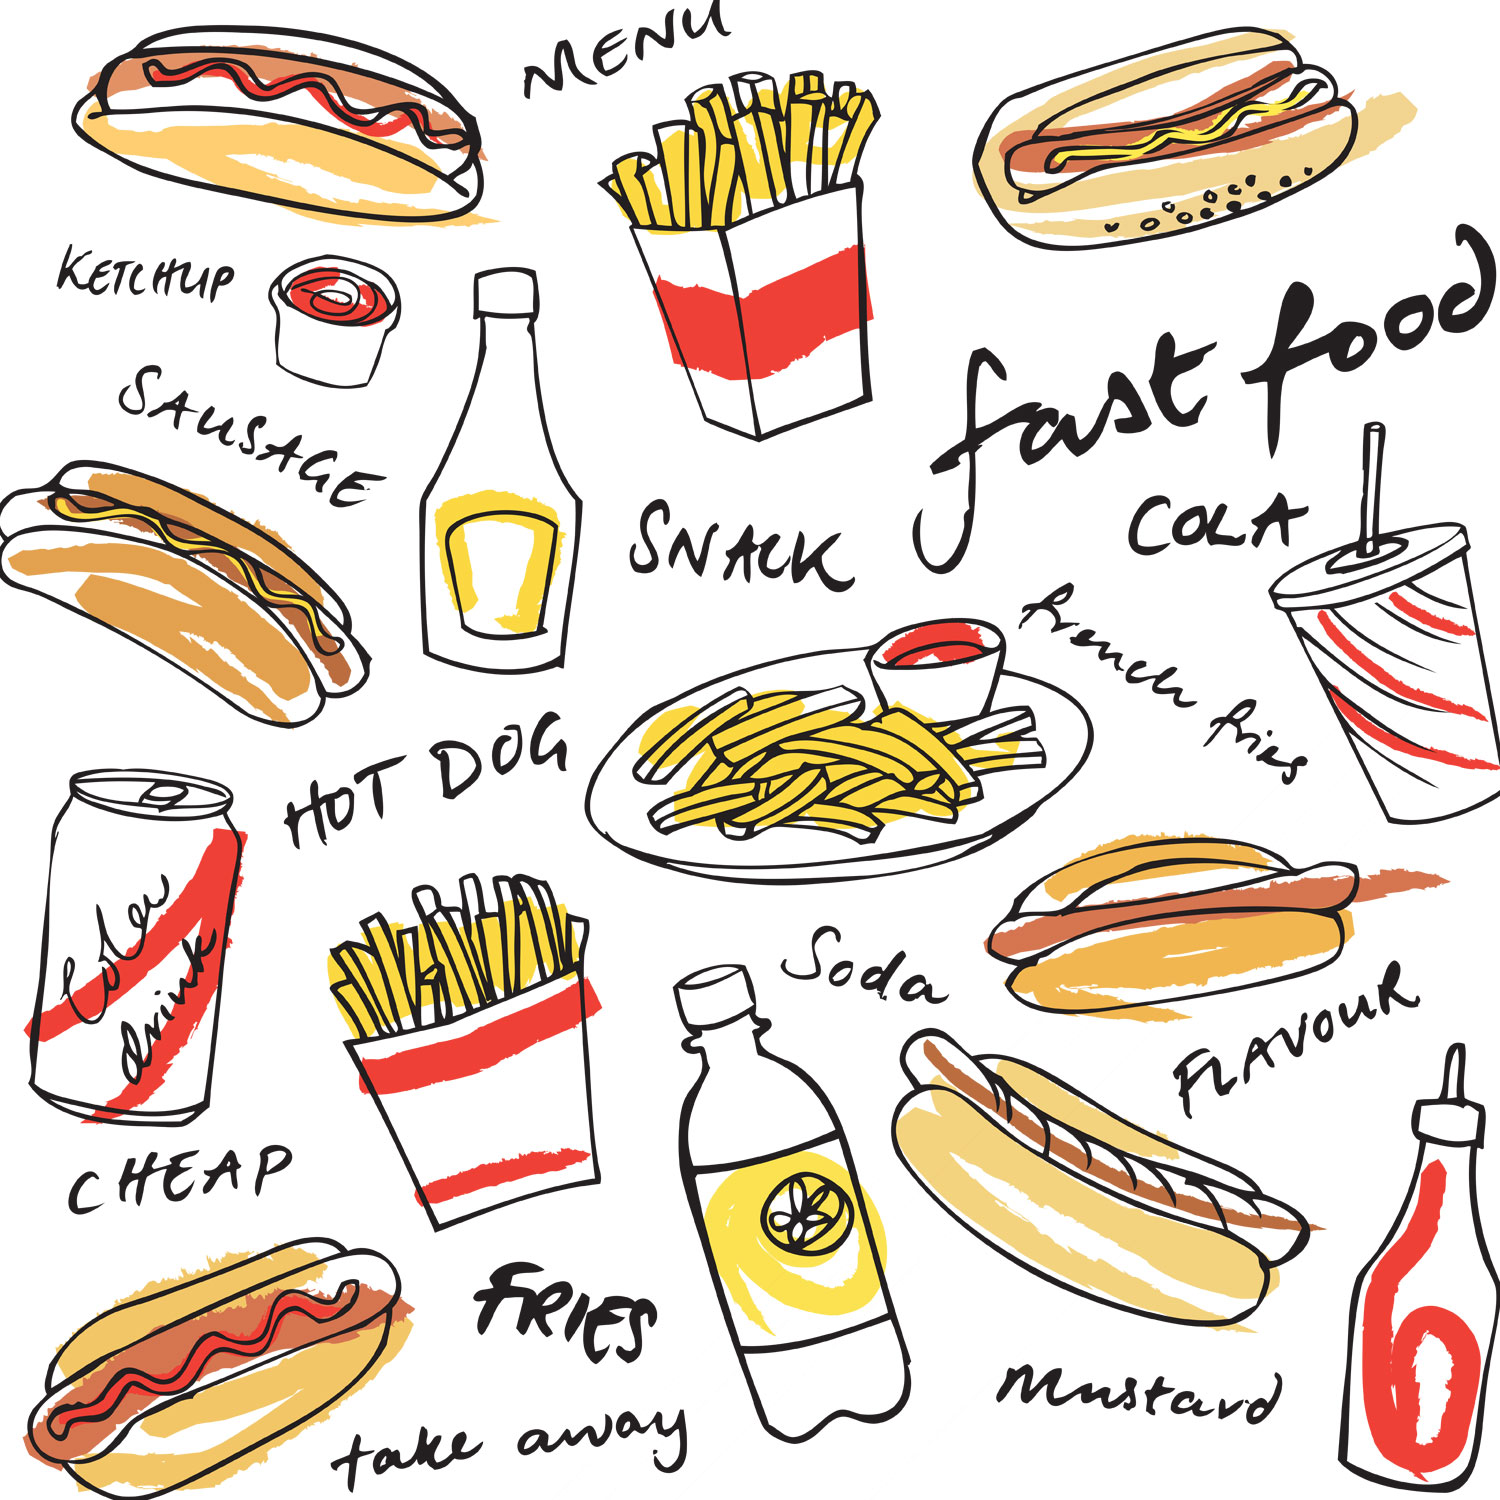 MENU
KETCHUP
fast food
SAUSAGE
COLA
SNACK
french fries
HOT DOG
Coler
drink
Soda
FLAVOUR
CHEAP
FRIES
Mustard
take away